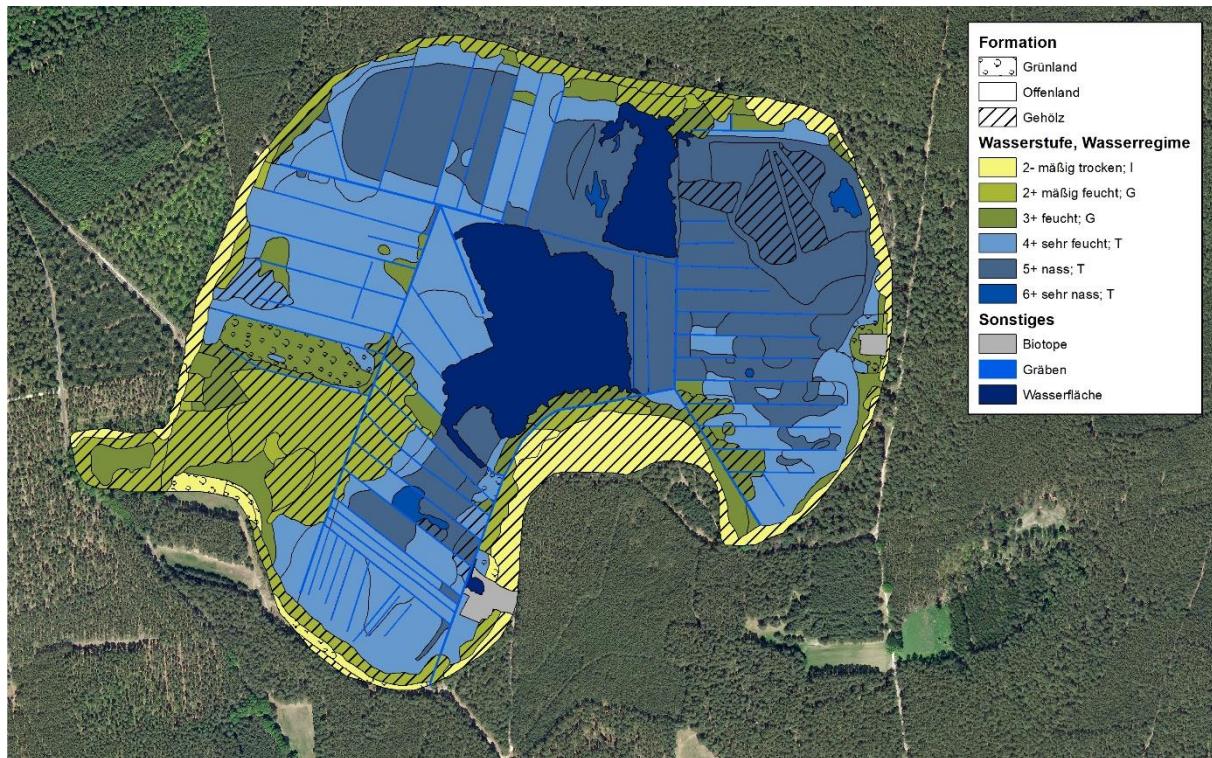 Formation
Grünland
Offenland
Gehölz
Wasserstufe, Wasserregime
2- mäßig trocken; I
2+ mäßig feucht; G
3+ feucht; G
4+ sehr feucht; T
5+ nass; T
6+ sehr nass; T
Sonstiges
Biotope
Gräben
Wasserfläche